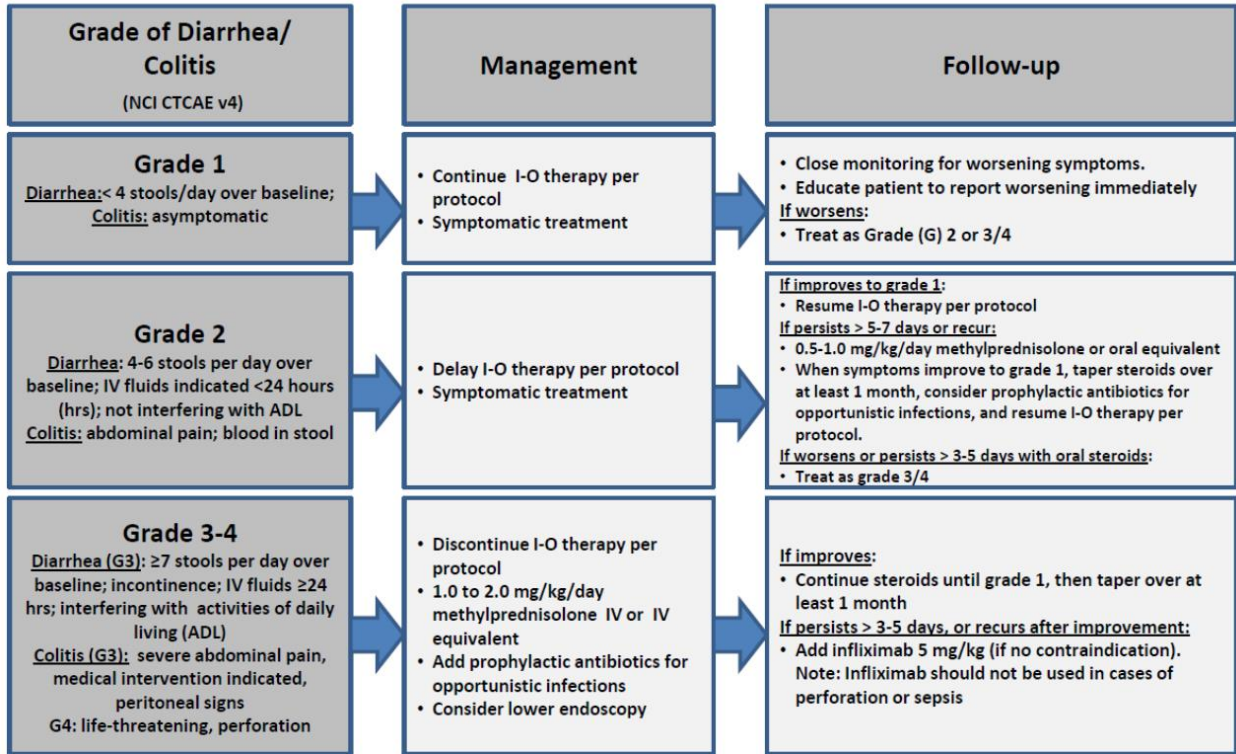 Grade of Diarrhea/
Colitis
(NCI CTCAE v4)
Management
Follow-up
Grade 1
Diarrhea:< 4 stools/day over baseline;
Colitis: asymptomatic
• Continue I-O therapy per
protocol
• Symptomatic treatment
• Close monitoring for worsening symptoms.
• Educate patient to report worsening immediately
If worsens:
• Treat as Grade (G) 2 or 3/4
Grade 2
Diarrhea: 4-6 stools per day over
baseline; IV fluids indicated <24 hours
(hrs); not interfering with ADL
Colitis: abdominal pain; blood in stool
• Delay I-O therapy per protocol
• Symptomatic treatment
If improves to grade 1:
• Resume I-O therapy per protocol
If persists > 5-7 days or recur:
• 0.5-1.0 mg/kg/day methylprednisolone or oral equivalent
• When symptoms improve to grade 1, taper steroids over
at least 1 month, consider prophylactic antibiotics for
opportunistic infections, and resume I-O therapy per
protocol.
If worsens or persists > 3-5 days with oral steroids:
• Treat as grade 3/4
Grade 3-4
Diarrhea (G3): ≥7 stools per day over
baseline; incontinence; IV fluids ≥24
hrs; interfering with activities of daily
living (ADL)
Colitis (G3): severe abdominal pain,
medical intervention indicated,
peritoneal signs
G4: life-threatening, perforation
• Discontinue I-O therapy per
protocol
• 1.0 to 2.0 mg/kg/day
methylprednisolone IV or IV
equivalent
• Add prophylactic antibiotics for
opportunistic infections
• Consider lower endoscopy
If improves:
• Continue steroids until grade 1, then taper over at
least 1 month
If persists > 3-5 days, or recurs after improvement:
• Add infliximab 5 mg/kg (if no contraindication).
Note: Infliximab should not be used in cases of
perforation or sepsis